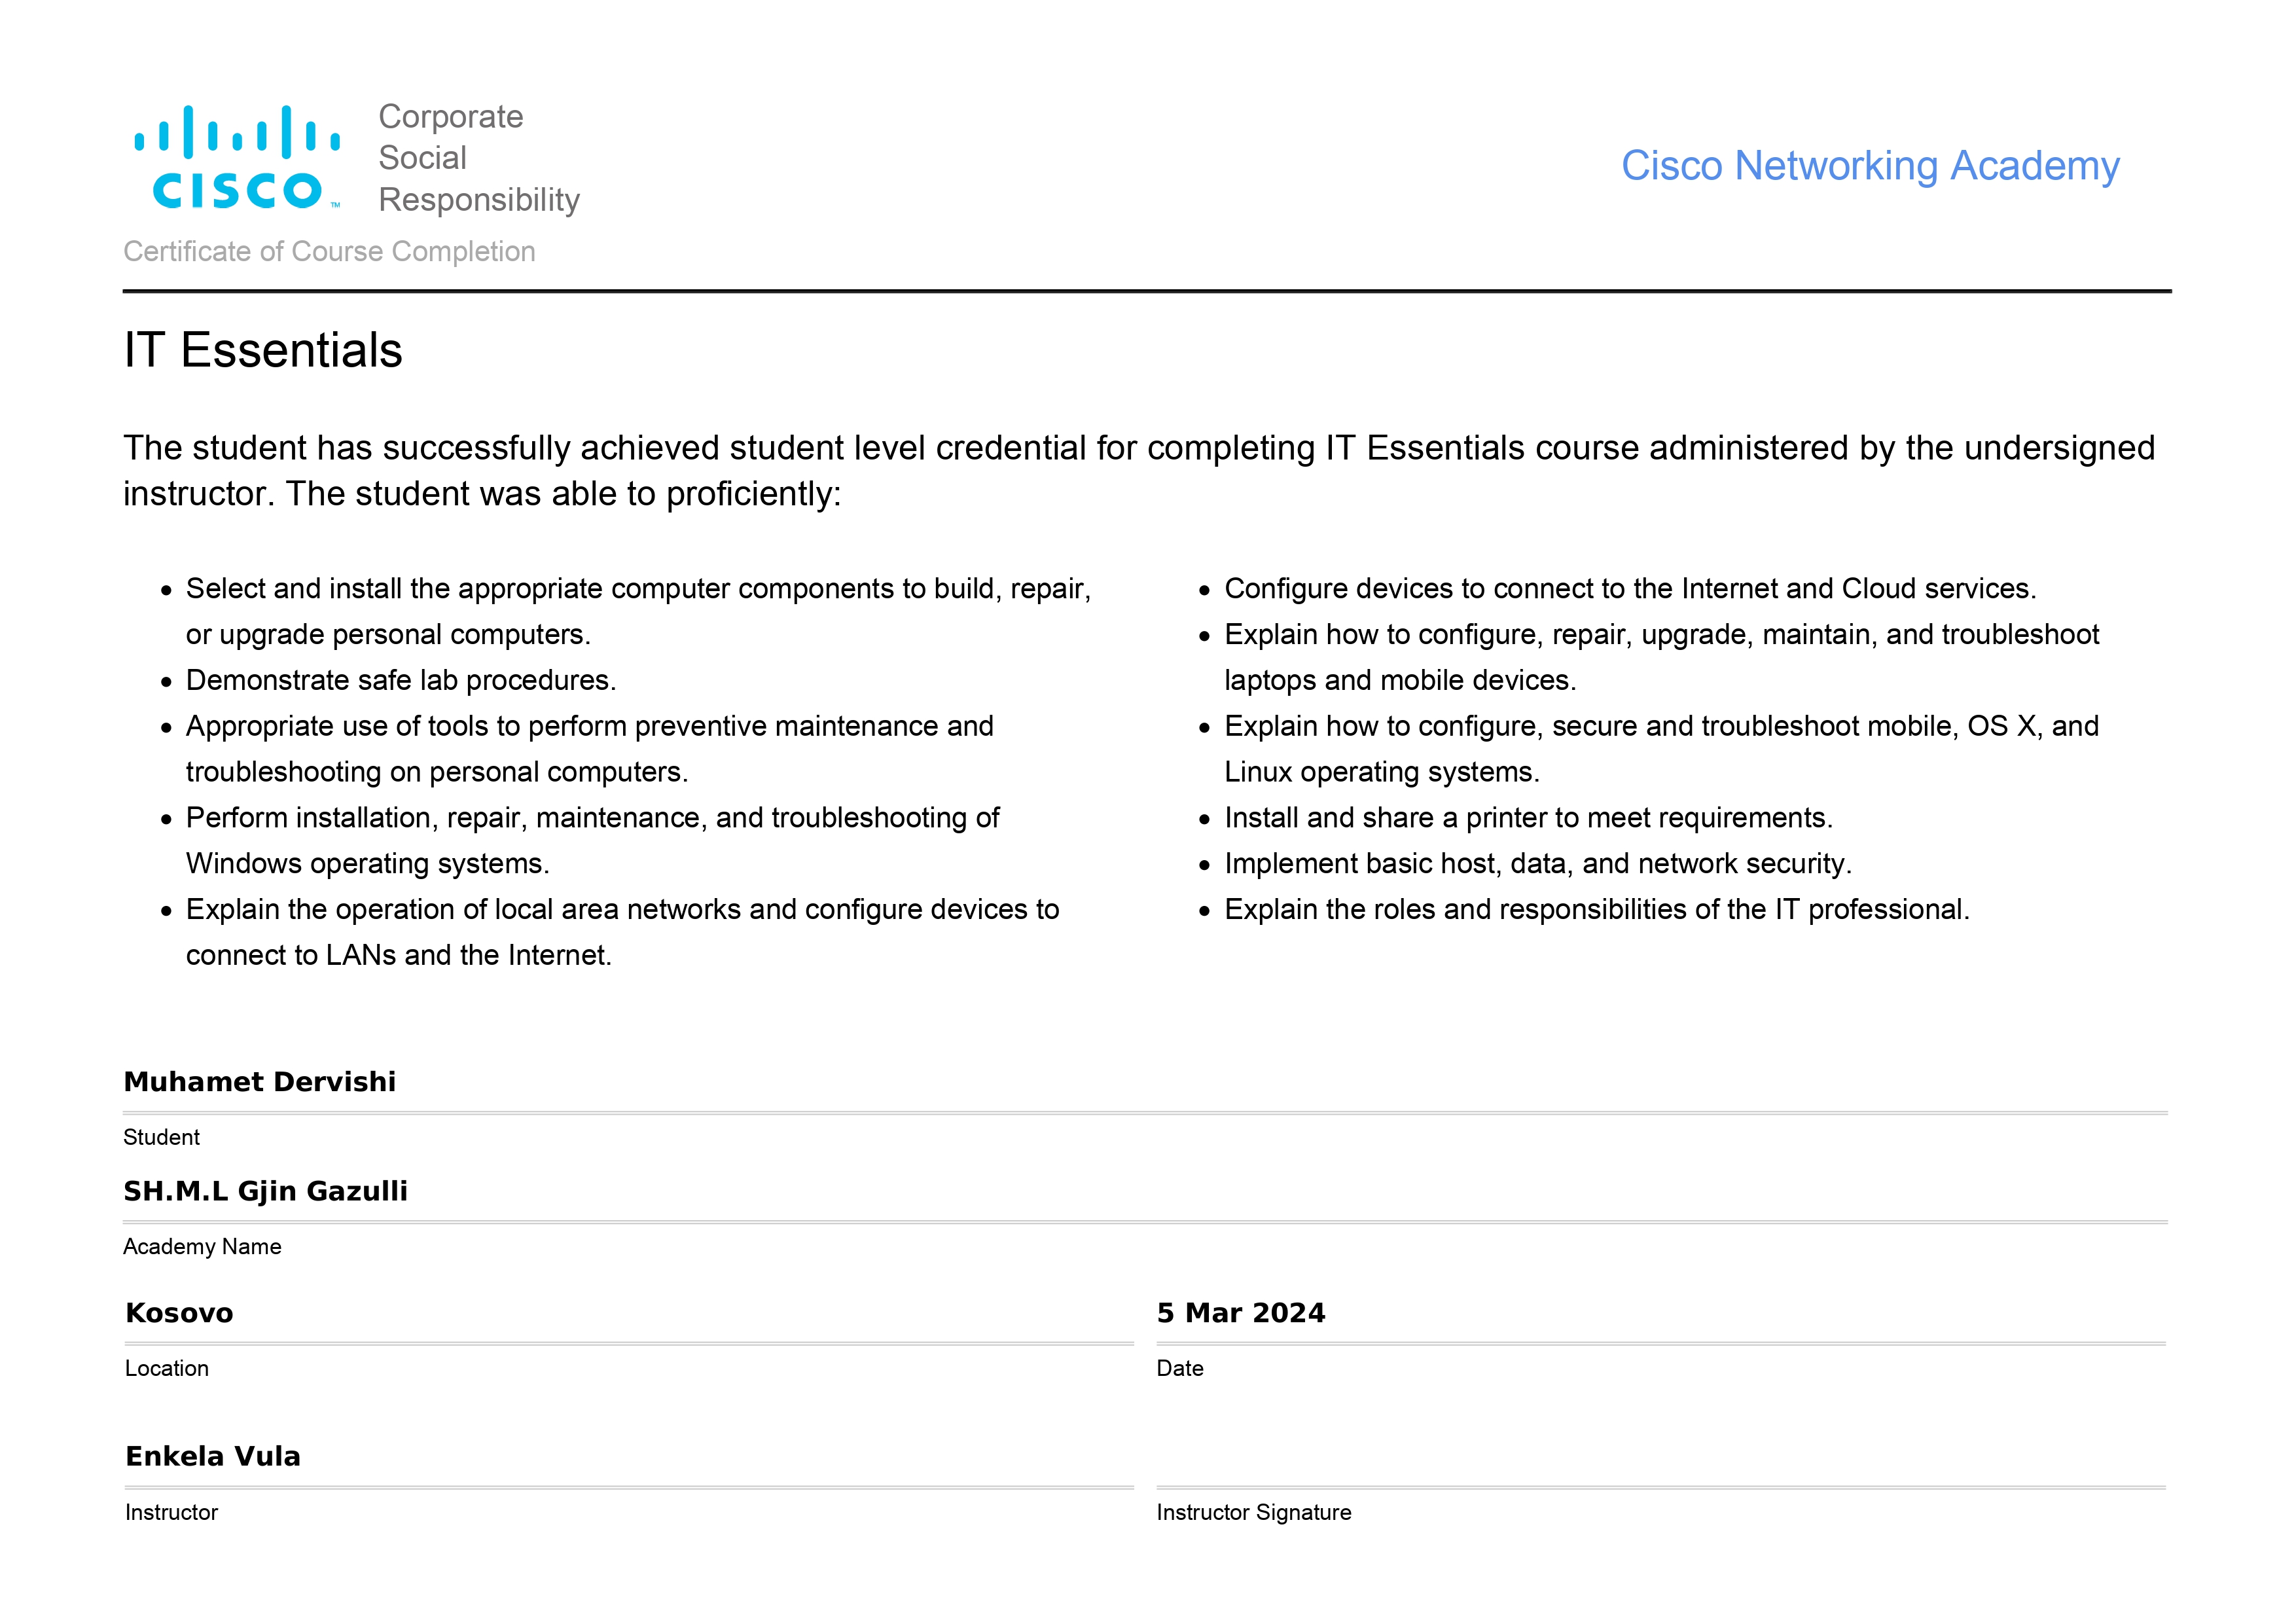 CISCO™
Corporate
Social
Responsibility
Cisco Networking Academy
Certificate of Course Completion
IT Essentials
The student has successfully achieved student level credential for completing IT Essentials course administered by the undersigned
instructor. The student was able to proficiently:
• Select and install the appropriate computer components to build, repair,
or upgrade personal computers.
• Demonstrate safe lab procedures.
• Appropriate use of tools to perform preventive maintenance and
troubleshooting on personal computers.
• Perform installation, repair, maintenance, and troubleshooting of
Windows operating systems.
• Explain the operation of local area networks and configure devices to
connect to LANs and the Internet.
• Configure devices to connect to the Internet and Cloud services.
• Explain how to configure, repair, upgrade, maintain, and troubleshoot
laptops and mobile devices.
• Explain how to configure, secure and troubleshoot mobile, OS X, and
Linux operating systems.
• Install and share a printer to meet requirements.
• Implement basic host, data, and network security.
• Explain the roles and responsibilities of the IT professional.
Muhamet Dervishi
Student
SH.M.L Gjin Gazulli
Academy Name
Kosovo
Location
5 Mar 2024
Date
Enkela Vula
Instructor
Instructor Signature